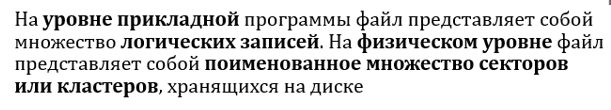 На уровне прикладной программы файл представляет собой
множество логических записей. На физическом уровне файл
представляет собой поименованное множество секторов
или кластеров, хранящихся на диске